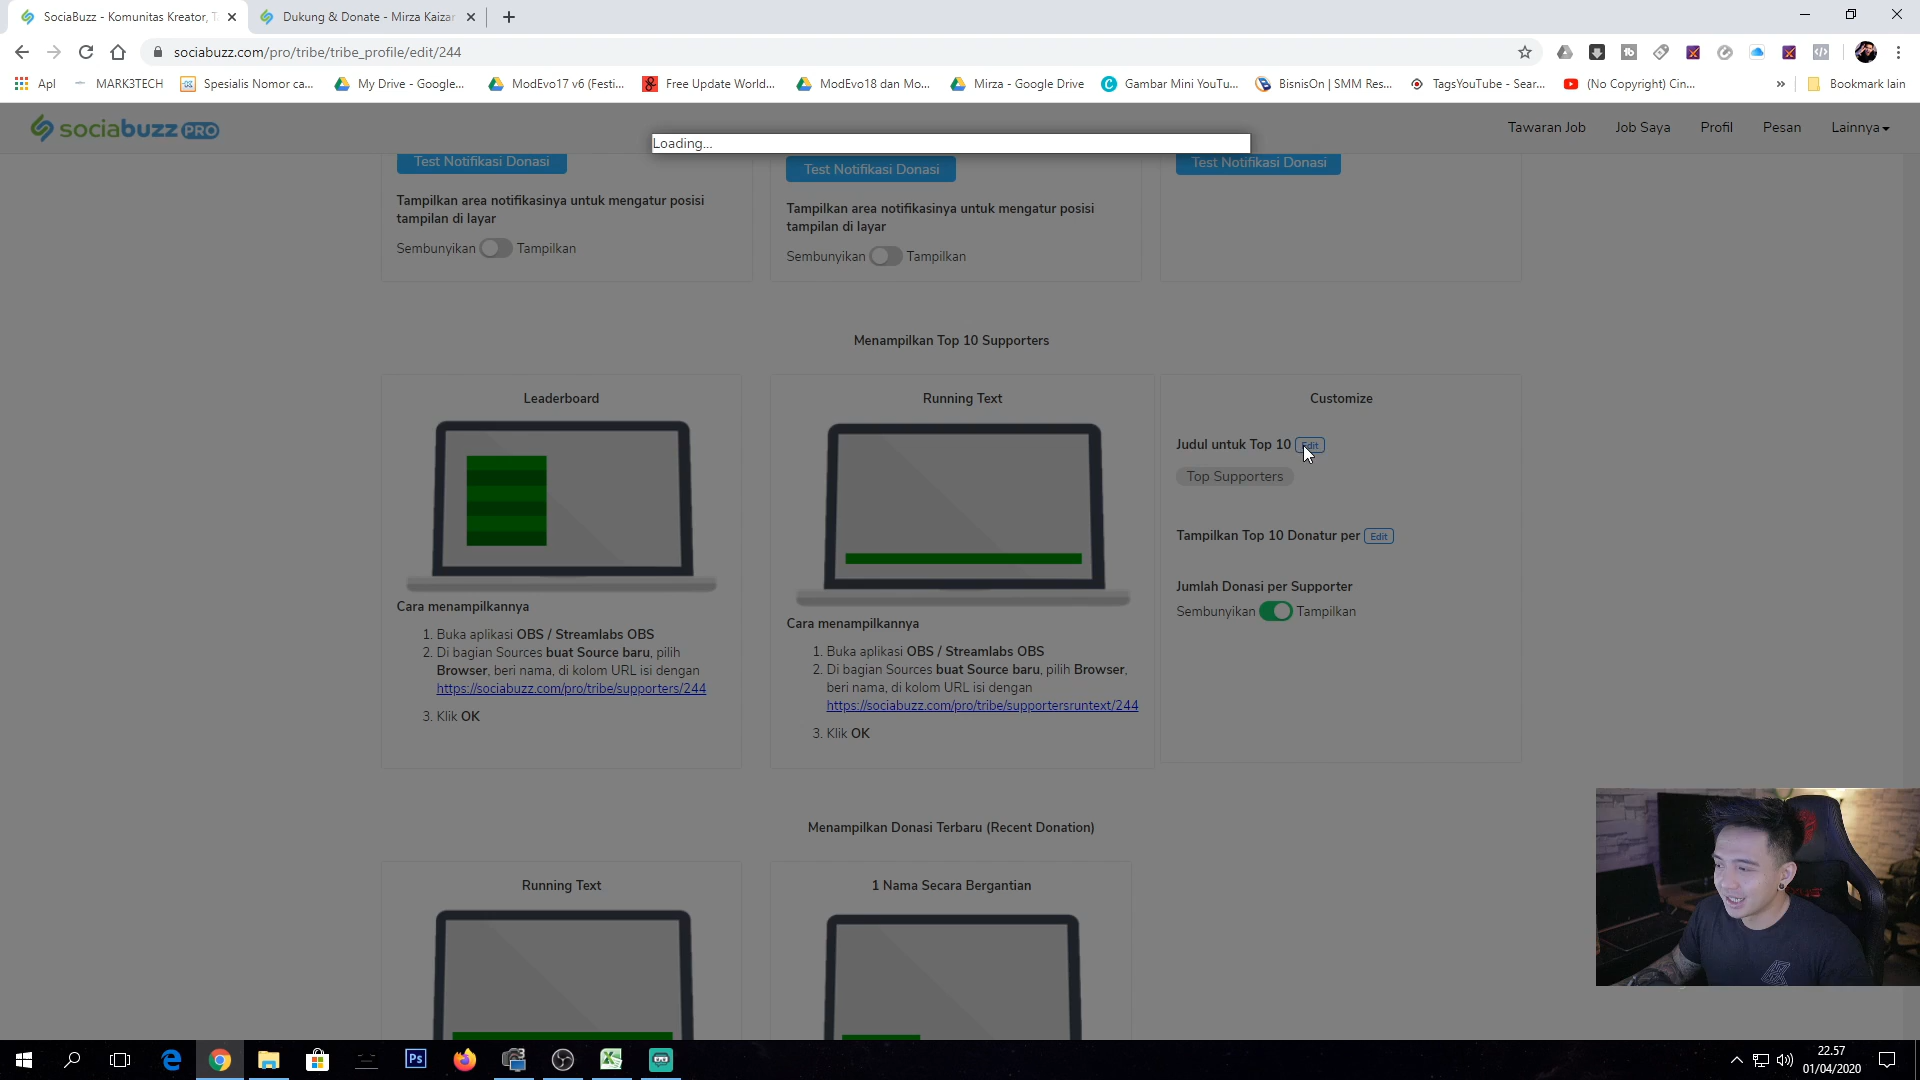 SociaBuzz - Komunitas Kreator, T
Dukung & Donate - Mirza Kaizar
sociabuzz.com/pro/tribe/tribe_profile/edit/244
Apl
MARK3TECH
Spesialis Nomor ca...
My Drive - Google...
ModEvo17 v6 (Festi...
Free Update World...
ModEvo18 dan Mo...
Mirza - Google Drive
Gambar Mini YouTu...
BisnisOn | SMM Res...
TagsYouTube - Sear...
(No Copyright) Cin...
»
Bookmark lain
sociabuzz PRO
Loading...
Tawaran Job
Job Saya
Profil
Pesan
Lainnya
Test Notifikasi Donasi
Test Notifikasi Donasi
Test Notifikasi Donasi
Tampilkan area notifikasinya untuk mengatur posisi
tampilan di layar
Sembunyikan Tampilkan
Tampilkan area notifikasinya untuk mengatur posisi
tampilan di layar
Sembunyikan Tampilkan
Menampilkan Top 10 Supporters
Leaderboard
Cara menampilkannya
1. Buka aplikasi OBS / Streamlabs OBS
2. Di bagian Sources buat Source baru, pilih
Browser, beri nama, di kolom URL isi dengan
https://sociabuzz.com/pro/tribe/supporters/244
3. Klik OK
Running Text
Cara menampilkannya
1. Buka aplikasi OBS / Streamlabs OBS
2. Di bagian Sources buat Source baru, pilih Browser,
beri nama, di kolom URL isi dengan
https://sociabuzz.com/pro/tribe/supportersruntext/244
3. Klik OK
Customize
Judul untuk Top 10 Edit
Top Supporters
Tampilkan Top 10 Donatur per Edit
Jumlah Donasi per Supporter
Sembunyikan Tampilkan
Menampilkan Donasi Terbaru (Recent Donation)
Running Text
1 Nama Secara Bergantian
Ps
22.57
01/04/2020